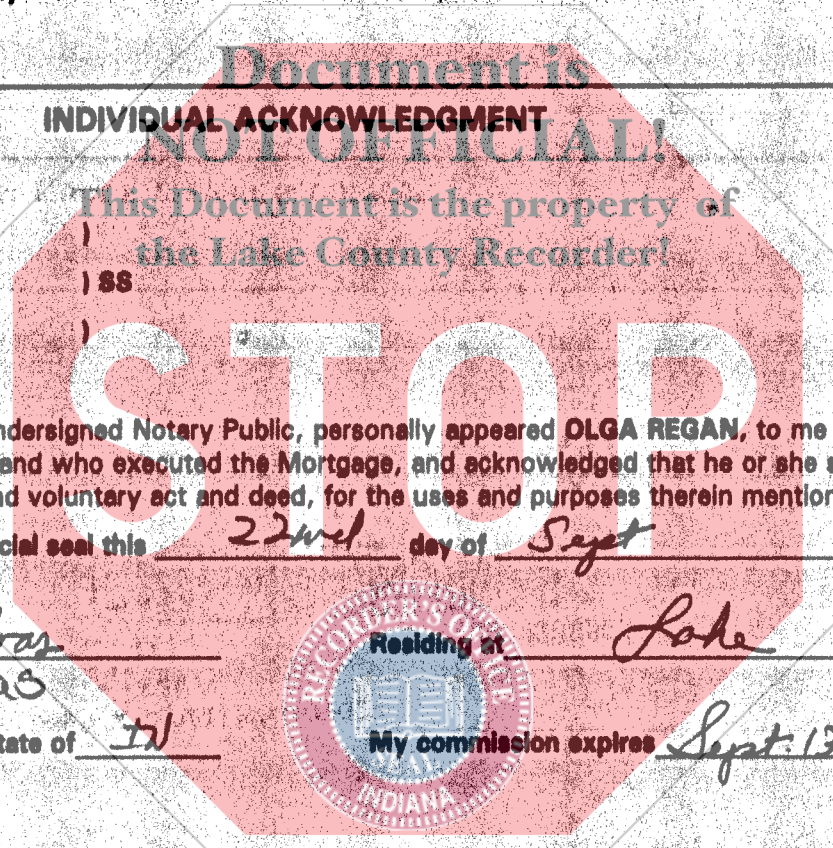 Document is
INDIVIDUAL ACKNOWLEDGMENT
NOT OFFICIAL!
This Document is the property of
the Lake County Recorder!
)
) SS
)
STOP
ndersigned Notary Public, personally appeared OLGA REGAN, to me
and who executed the Mortgage, and acknowledged that he or she s
nd voluntary act and deed, for the uses and purposes therein mention
cial seal this 22nd day of Sept
Residing at Lake
as
tate of IN My commission expires Sept. 13
RECORDER'S OFFICE
SEAL
INDIANA